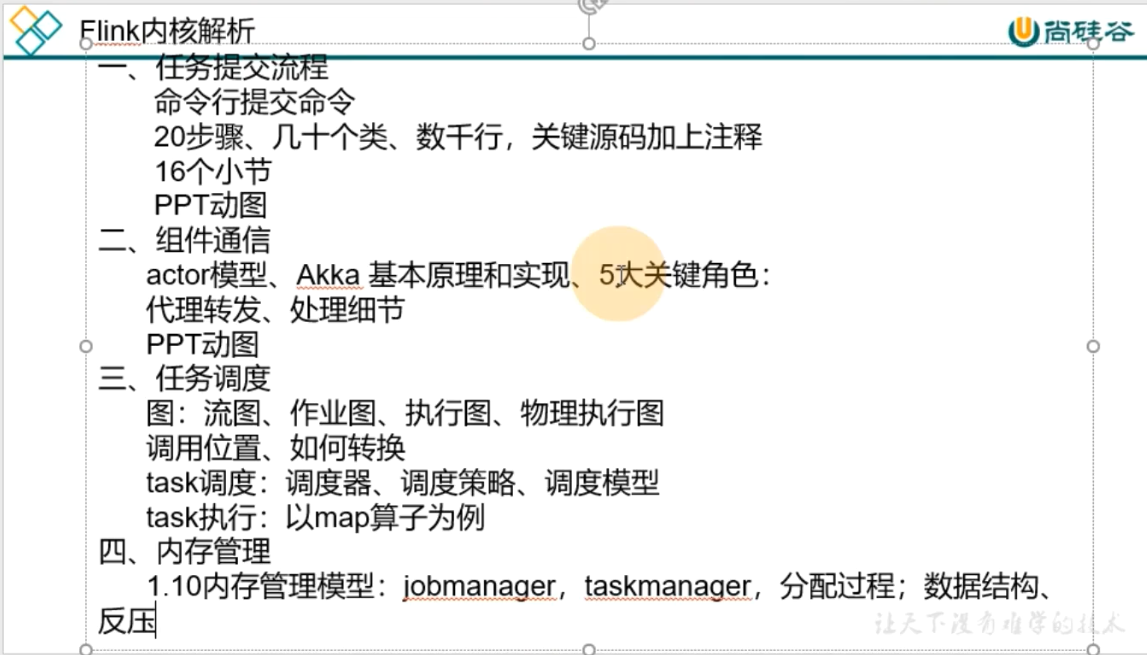 Flink内核解析
尚硅谷
一、任务提交流程
命令行提交命令
20步骤、几十个类、数千行，关键源码加上注释
16个小节
PPT动图
二、组件通信
actor模型、Akka 基本原理和实现、5大关键角色：
代理转发、处理细节
PPT动图
三、任务调度
图：流图、作业图、执行图、物理执行图
调用位置、如何转换
task调度：调度器、调度策略、调度模型
task执行：以map算子为例
四、内存管理
1.10内存管理模型：jobmanager，taskmanager，分配过程；数据结构、
反压
让天下没有难学的技术